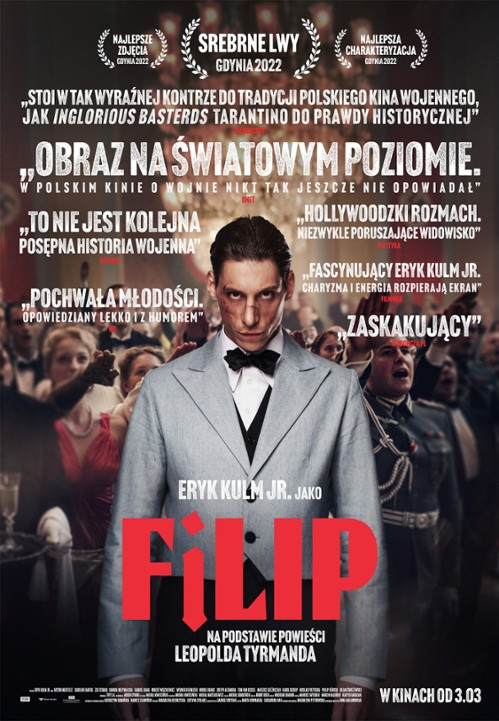 NAJLEPSZE
ZDJĘCIA
GDYNIA 2022
SREBRNE LWY
GDYNIA 2022
NAJLEPSZA
CHARAKTERYZACJA
GDYNIA 2022
„STOI W TAK WYRAŹNEJ KONTRZE DO TRADYCJI POLSKIEGO KINA WOJENNEGO,
JAK INGLORIOUS BASTERDS TARANTINO DO PRAWDY HISTORYCZNEJ”
„OBRAZ NA ŚWIATOWYM POZIOMIE.
W POLSKIM KINIE O WOJNIE NIKT TAK JESZCZE NIE OPOWIADAŁ”
ONET
„TO NIE JEST KOLEJNA
POSĘPNA HISTORIA WOJENNA”
„HOLLYWOODZKI ROZMACH.
NIEZWYKLE PORUSZAJĄCE WIDOWISKO”
POLITYKA
„FASCYNUJĄCY ERYK KULM JR.
CHARYZMA I ENERGIA ROZPIERAJĄ EKRAN”
FILMWEB
„POCHWAŁA MŁODOŚCI.
OPOWIEDZIANY LEKKO I Z HUMOREM”
„ZASKAKUJĄCY”
ERYK KULM JR. JAKO
FiLIP
NA PODSTAWIE POWIEŚCI
LEOPOLDA TYRMANDA
W KINACH OD 3.03